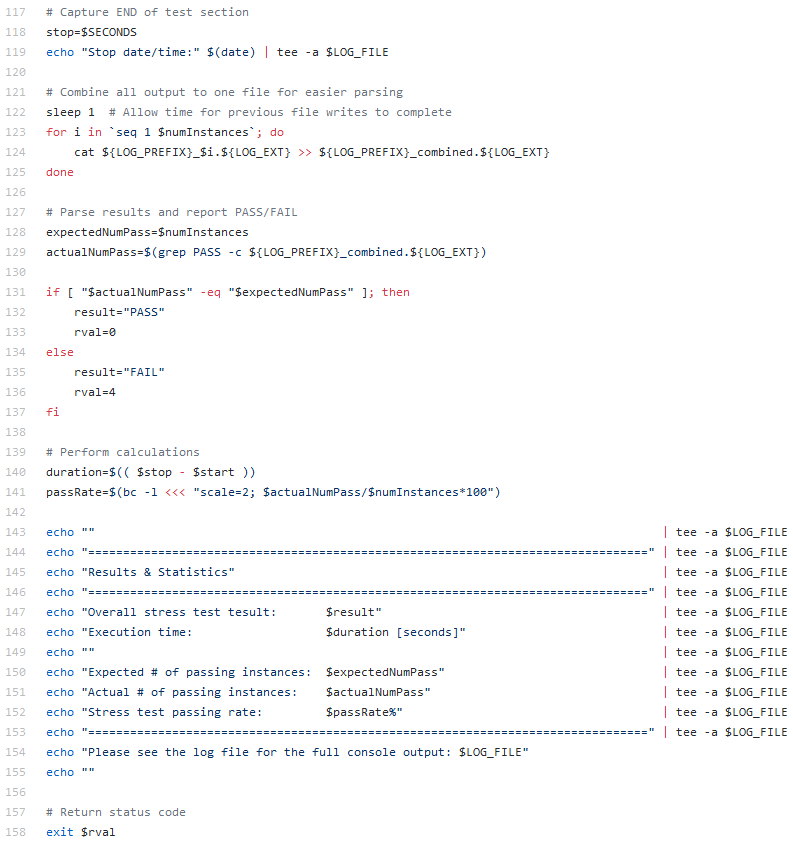 117 # Capture END of test section
118 stop=$SECONDS
119 echo "Stop date/time:" $(date) | tee -a $LOG_FILE
120
121 # Combine all output to one file for easier parsing
122 sleep 1  # Allow time for previous file writes to complete
123 for i in `seq 1 $numInstances`; do
124     cat ${LOG_PREFIX}_$i.${LOG_EXT} >> ${LOG_PREFIX}_combined.${LOG_EXT}
125 done
126
127 # Parse results and report PASS/FAIL
128 expectedNumPass=$numInstances
129 actualNumPass=$(grep PASS -c ${LOG_PREFIX}_combined.${LOG_EXT})
130
131 if [ "$actualNumPass" -eq "$expectedNumPass" ]; then
132     result="PASS"
133     rval=0
134 else
135     result="FAIL"
136     rval=4
137 fi
138
139 # Perform calculations
140 duration=$(( $stop - $start ))
141 passRate=$(bc -l <<< "scale=2; $actualNumPass/$numInstances*100")
142
143 echo ""                                                                                 | tee -a $LOG_FILE
144 echo "================================================================================" | tee -a $LOG_FILE
145 echo "Results & Statistics"                                                             | tee -a $LOG_FILE
146 echo "================================================================================" | tee -a $LOG_FILE
147 echo "Overall stress test tesult:       $result"                                        | tee -a $LOG_FILE
148 echo "Execution time:                   $duration [seconds]"                            | tee -a $LOG_FILE
149 echo ""                                                                                 | tee -a $LOG_FILE
150 echo "Expected # of passing instances:  $expectedNumPass"                               | tee -a $LOG_FILE
151 echo "Actual # of passing instances:    $actualNumPass"                                 | tee -a $LOG_FILE
152 echo "Stress test passing rate:         $passRate%"                                     | tee -a $LOG_FILE
153 echo "================================================================================" | tee -a $LOG_FILE
154 echo "Please see the log file for the full console output: $LOG_FILE"
155 echo ""
156
157 # Return status code
158 exit $rval